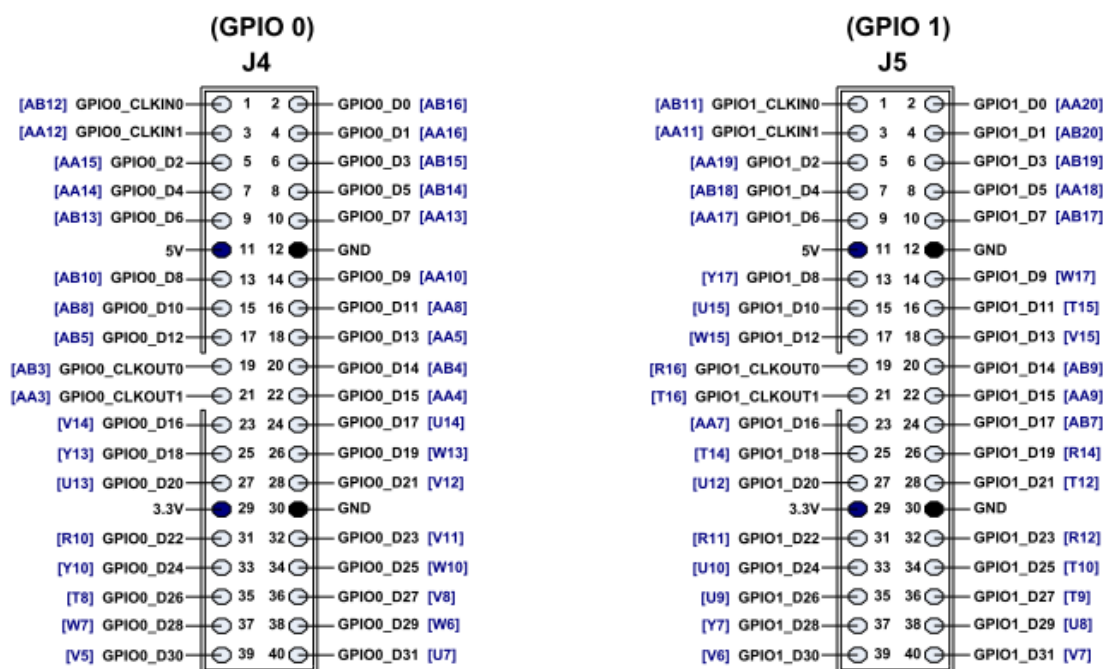 (GPIO 0) (GPIO 1)
J4 J5
[AB12] GPIO0_CLKIN0 1 2 GPIO0_D0 [AB16] [AB11] GPIO1_CLKIN0 1 2 GPIO1_D0 [AA20]
[AA12] GPIO0_CLKIN1 3 4 GPIO0_D1 [AA16] [AA11] GPIO1_CLKIN1 3 4 GPIO1_D1 [AB20]
[AA15] GPIO0_D2 5 6 GPIO0_D3 [AB15] [AA19] GPIO1_D2 5 6 GPIO1_D3 [AB19]
[AA14] GPIO0_D4 7 8 GPIO0_D5 [AB14] [AB18] GPIO1_D4 7 8 GPIO1_D5 [AA18]
[AB13] GPIO0_D6 9 10 GPIO0_D7 [AA13] [AA17] GPIO1_D6 9 10 GPIO1_D7 [AB17]
5V 11 12 GND 5V 11 12 GND
[AB10] GPIO0_D8 13 14 GPIO0_D9 [AA10] [Y17] GPIO1_D8 13 14 GPIO1_D9 [W17]
[AB8] GPIO0_D10 15 16 GPIO0_D11 [AA8] [U15] GPIO1_D10 15 16 GPIO1_D11 [T15]
[AB5] GPIO0_D12 17 18 GPIO0_D13 [AA5] [W15] GPIO1_D12 17 18 GPIO1_D13 [V15]
[AB3] GPIO0_CLKOUT0 19 20 GPIO0_D14 [AB4] [R16] GPIO1_CLKOUT0 19 20 GPIO1_D14 [AB9]
[AA3] GPIO0_CLKOUT1 21 22 GPIO0_D15 [AA4] [T16] GPIO1_CLKOUT1 21 22 GPIO1_D15 [AA9]
[V14] GPIO0_D16 23 24 GPIO0_D17 [U14] [AA7] GPIO1_D16 23 24 GPIO1_D17 [AB7]
[Y13] GPIO0_D18 25 26 GPIO0_D19 [W13] [T14] GPIO1_D18 25 26 GPIO1_D19 [R14]
[U13] GPIO0_D20 27 28 GPIO0_D21 [V12] [U12] GPIO1_D20 27 28 GPIO1_D21 [T12]
3.3V 29 30 GND 3.3V 29 30 GND
[R10] GPIO0_D22 31 32 GPIO0_D23 [V11] [R11] GPIO1_D22 31 32 GPIO1_D23 [R12]
[Y10] GPIO0_D24 33 34 GPIO0_D25 [W10] [U10] GPIO1_D24 33 34 GPIO1_D25 [T10]
[T8] GPIO0_D26 35 36 GPIO0_D27 [V8] [U9] GPIO1_D26 35 36 GPIO1_D27 [T9]
[W7] GPIO0_D28 37 38 GPIO0_D29 [W6] [Y7] GPIO1_D28 37 38 GPIO1_D29 [U8]
[V5] GPIO0_D30 39 40 GPIO0_D31 [U7] [V6] GPIO1_D30 39 40 GPIO1_D31 [V7]